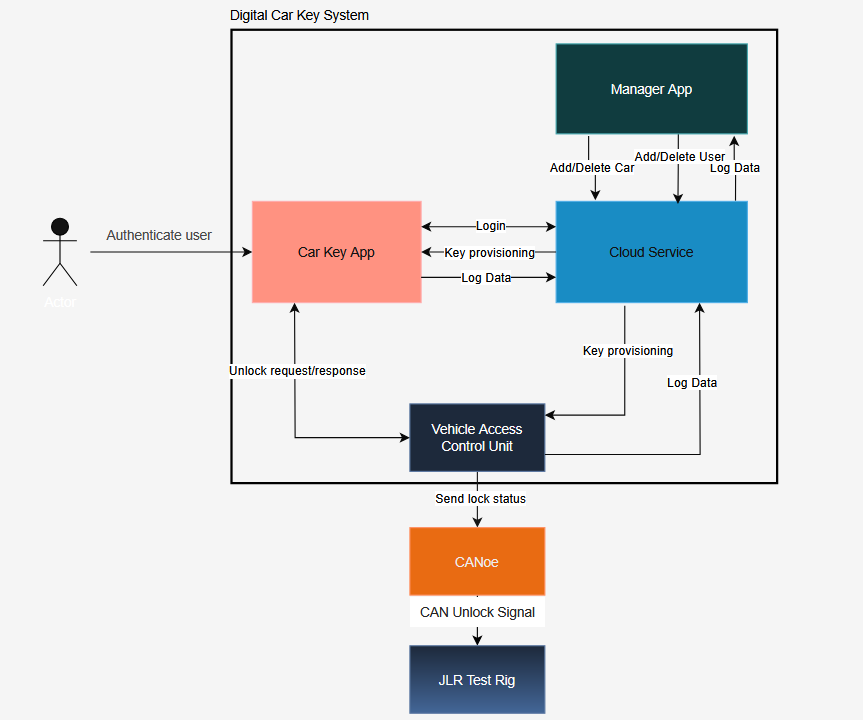 Digital Car Key System
Manager App
Add/Delete User
Add/Delete Car
Log Data
Authenticate user
Login
Car Key App
Key provisioning
Cloud Service
Log Data
Actor
Key provisioning
Unlock request/response
Log Data
Vehicle Access
Control Unit
Send lock status
CANoe
CAN Unlock Signal
JLR Test Rig